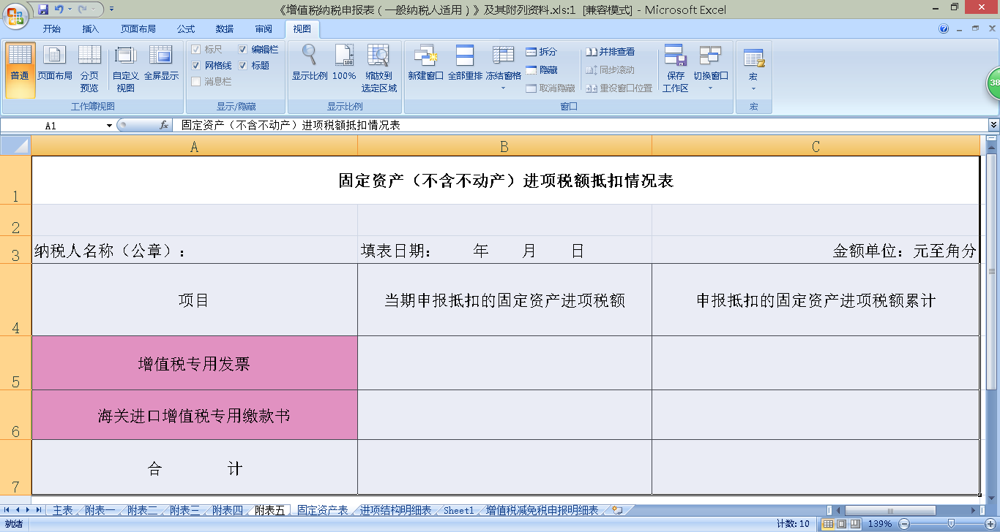 《增值税纳税申报表（一般纳税人适用）》及其附列资料.xls:1 [兼容模式] - Microsoft Excel
开始 插入 页面布局 公式 数据 审阅 视图
普通 页面布局 分页预览 自定义视图 全屏显示
工作簿视图
标尺 编辑栏
网格线 标题
消息栏
显示/隐藏
显示比例 100% 缩放到选定区域
显示比例
新建窗口 全部重排 冻结窗格
拆分 并排查看
隐藏 同步滚动
取消隐藏 重设窗口位置
保存工作区 切换窗口
窗口
宏
宏
38
A1 fx 固定资产（不含不动产）进项税额抵扣情况表
A B C
1 固定资产（不含不动产）进项税额抵扣情况表
2
3 纳税人名称（公章）： 填表日期： 年 月 日 金额单位：元至角分
4 项目 当期申报抵扣的固定资产进项税额 申报抵扣的固定资产进项税额累计
5 增值税专用发票
6 海关进口增值税专用缴款书
7 合 计
主表 附表一 附表二 附表三 附表四 附表五 固定资产表 进项结构明细表 Sheet1 增值税减免税申报明细表
就绪 计数: 10 139%